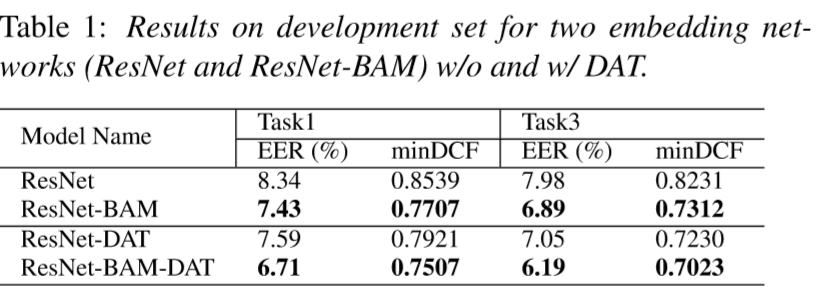 Table 1: Results on development set for two embedding net-
works (ResNet and ResNet-BAM) w/o and w/ DAT.
Model Name Task1 Task3
EER (%) minDCF EER (%) minDCF
ResNet 8.34 0.8539 7.98 0.8231
ResNet-BAM 7.43 0.7707 6.89 0.7312
ResNet-DAT 7.59 0.7921 7.05 0.7230
ResNet-BAM-DAT 6.71 0.7507 6.19 0.7023